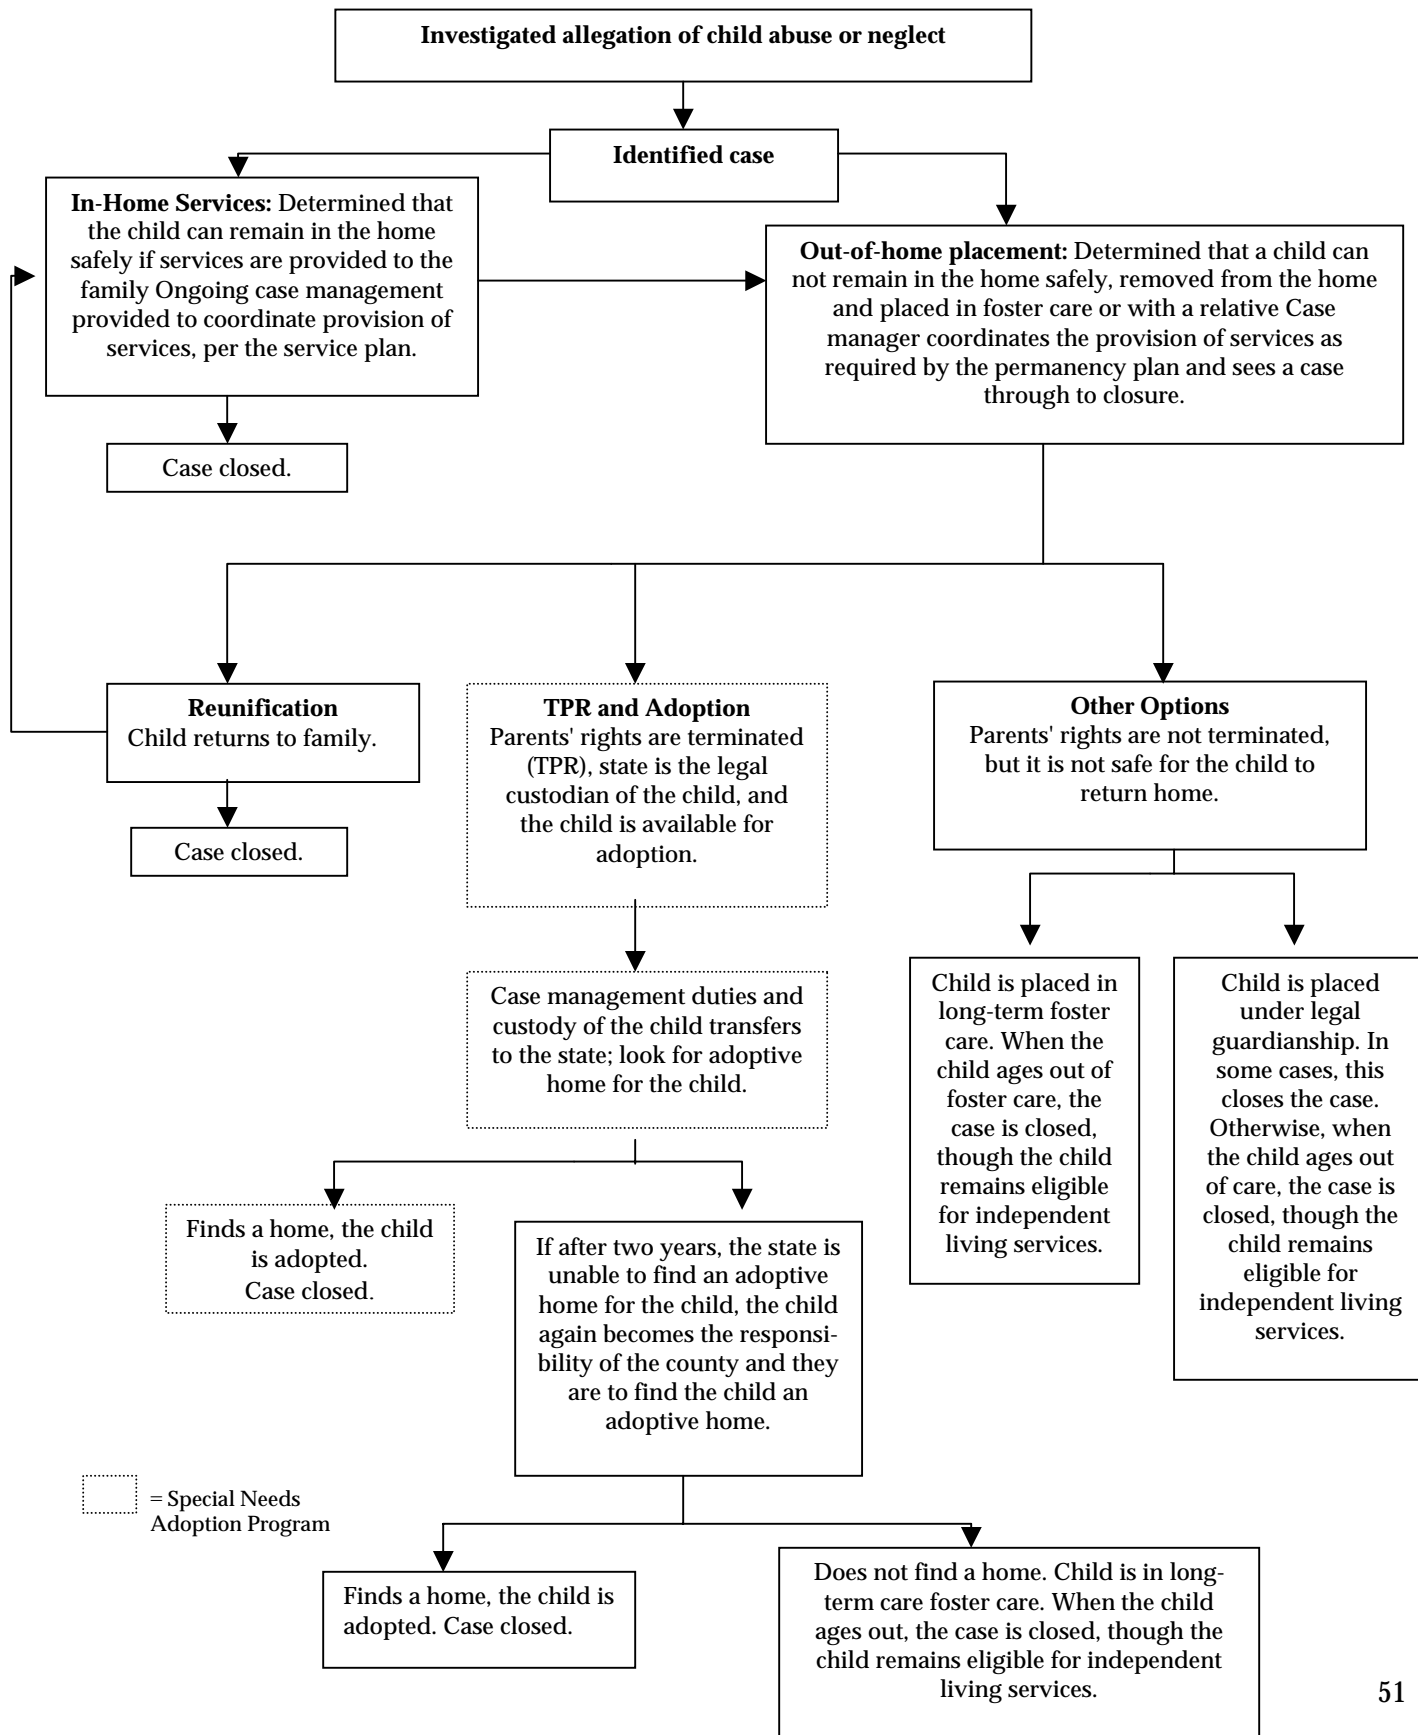 Investigated allegation of child abuse or neglect
Identified case
In-Home Services: Determined that
the child can remain in the home
safely if services are provided to the
family Ongoing case management
provided to coordinate provision of
services, per the service plan.
Out-of-home placement: Determined that a child can
not remain in the home safely, removed from the home
and placed in foster care or with a relative Case
manager coordinates the provision of services as
required by the permanency plan and sees a case
through to closure.
Case closed.
Reunification
Child returns to family.
TPR and Adoption
Parents' rights are terminated
(TPR), state is the legal
custodian of the child, and
the child is available for
adoption.
Other Options
Parents' rights are not terminated,
but it is not safe for the child to
return home.
Case closed.
Case management duties and
custody of the child transfers
to the state; look for adoptive
home for the child.
Child is placed in
long-term foster
care. When the
child ages out of
foster care, the
case is closed,
though the child
remains eligible
for independent
living services.
Child is placed
under legal
guardianship. In
some cases, this
closes the case.
Otherwise, when
the child ages out
of care, the case is
closed, though the
child remains
eligible for
independent living
services.
Finds a home, the child
is adopted.
Case closed.
If after two years, the state is
unable to find an adoptive
home for the child, the child
again becomes the responsi-
bility of the county and they
are to find the child an
adoptive home.
= Special Needs
Adoption Program
Finds a home, the child is
adopted. Case closed.
Does not find a home. Child is in long-
term care foster care. When the child
ages out, the case is closed, though the
child remains eligible for independent
living services.
51